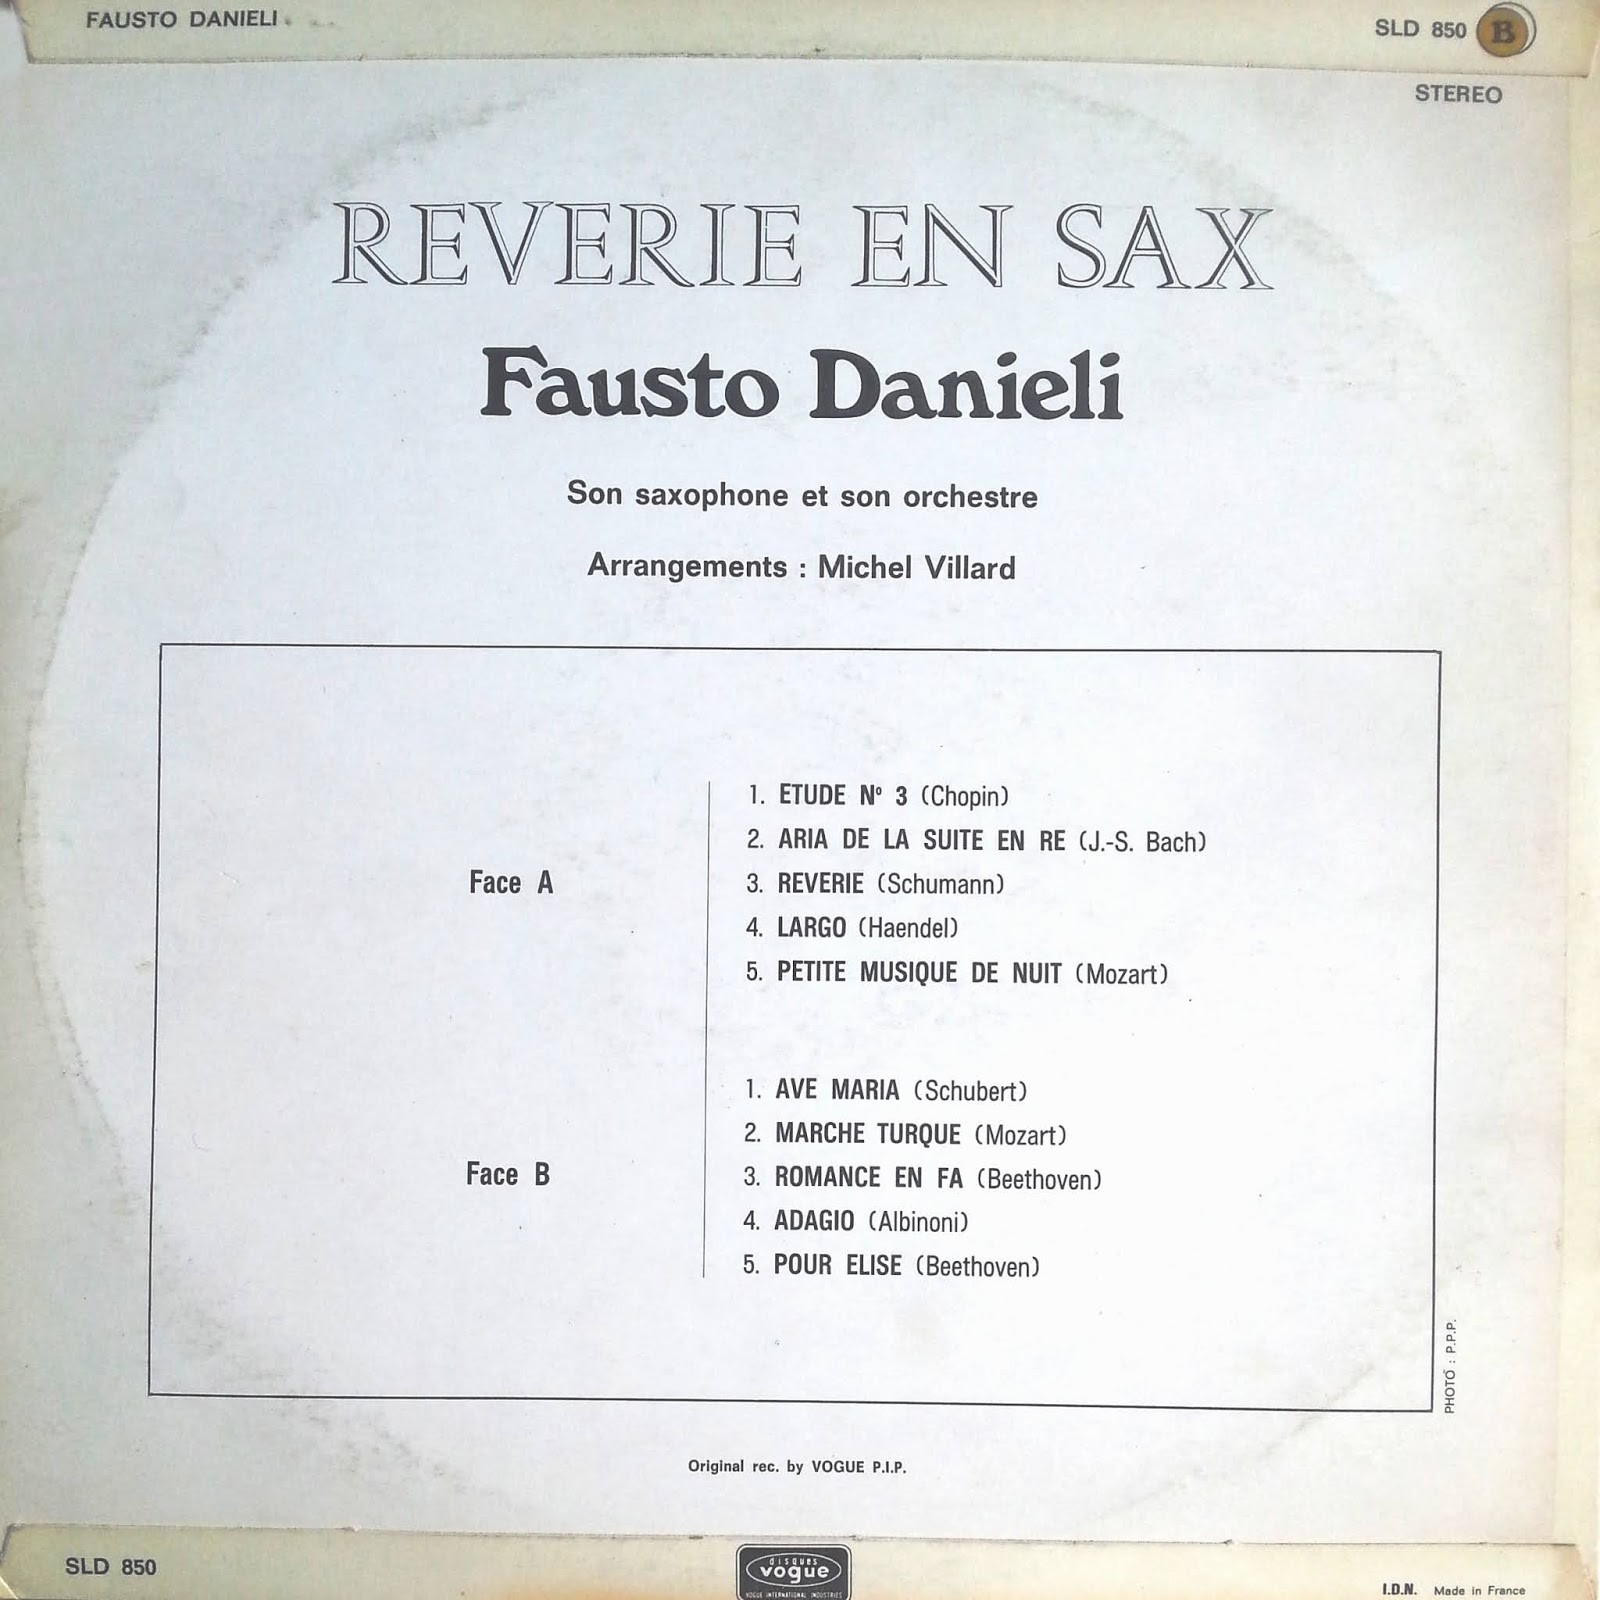 FAUSTO DANIELI
SLD 850 B
STEREO
REVERIE EN SAX
Fausto Danieli
Son saxophone et son orchestre
Arrangements : Michel Villard
Face A
1. ETUDE Nº 3 (Chopin)
2. ARIA DE LA SUITE EN RE (J.-S. Bach)
3. REVERIE (Schumann)
4. LARGO (Haendel)
5. PETITE MUSIQUE DE NUIT (Mozart)
Face B
1. AVE MARIA (Schubert)
2. MARCHE TURQUE (Mozart)
3. ROMANCE EN FA (Beethoven)
4. ADAGIO (Albinoni)
5. POUR ELISE (Beethoven)
PHOTO : P.P.P.
Original rec. by VOGUE P.I.P.
SLD 850
disques
vogue
VOGUE INTERNATIONAL INDUSTRIES
I.D.N. Made in France